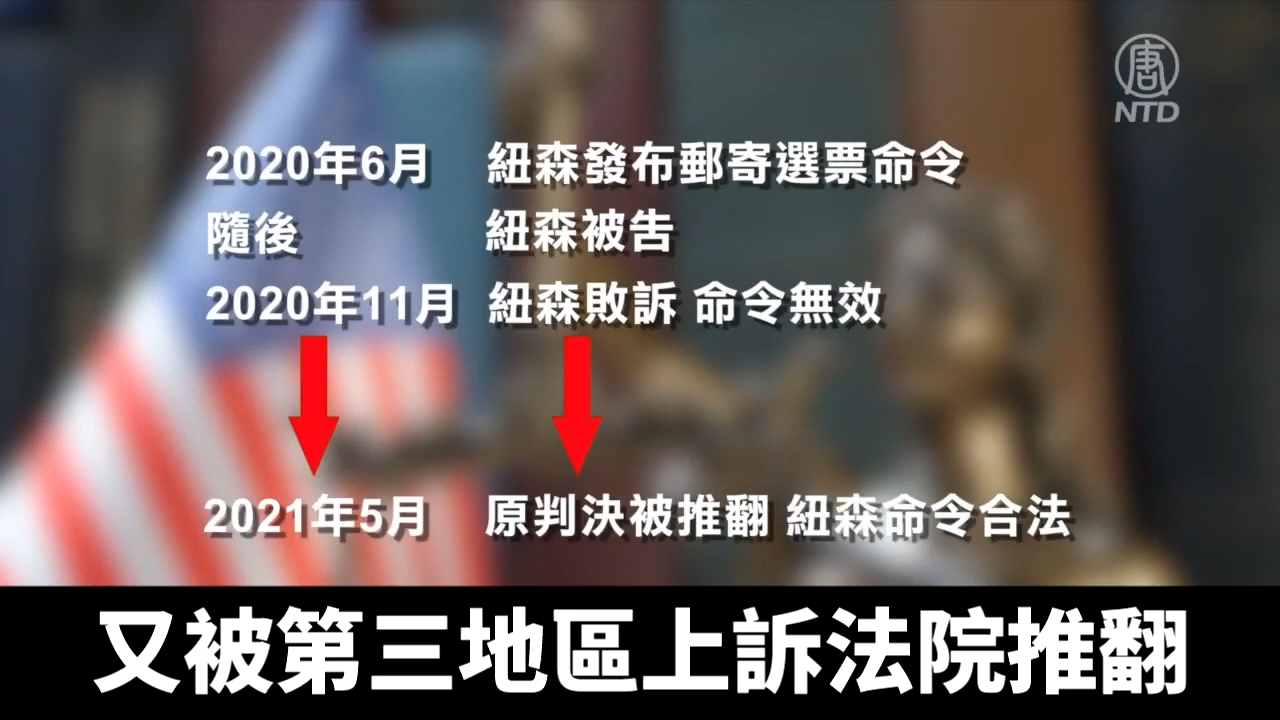 唐
NTD
2020年6月 紐森發布郵寄選票命令
隨後 紐森被告
2020年11月 紐森敗訴 命令無效
2021年5月 原判決被推翻 紐森命令合法
又被第三地區上訴法院推翻